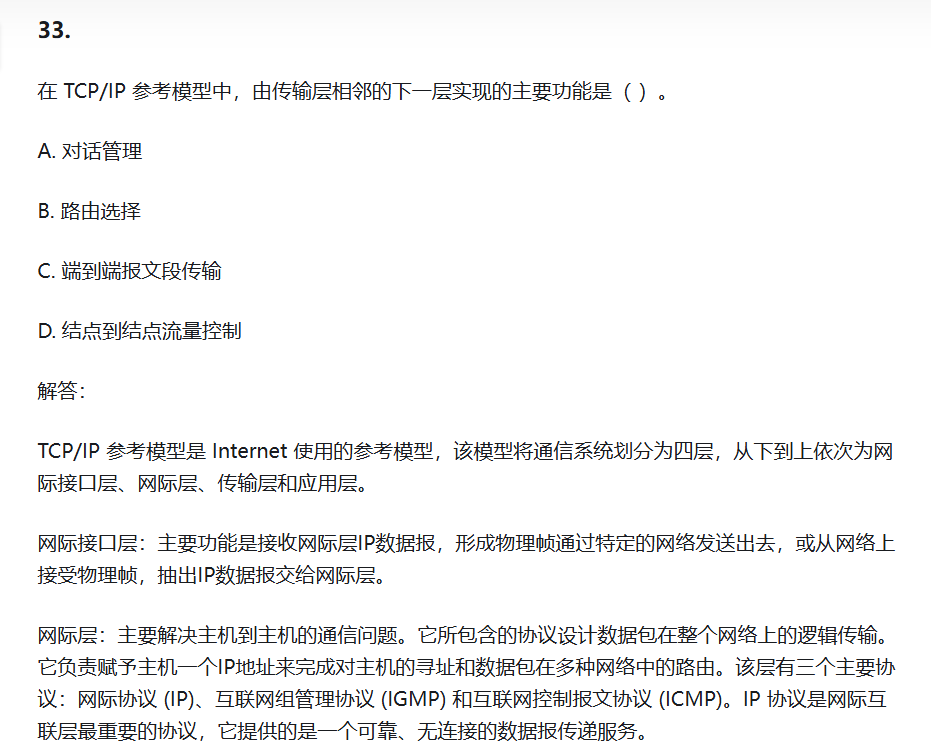 33.
在 TCP/IP 参考模型中，由传输层相邻的下一层实现的主要功能是（ ）。
A. 对话管理
B. 路由选择
C. 端到端报文段传输
D. 结点到结点流量控制
解答：
TCP/IP 参考模型是 Internet 使用的参考模型，该模型将通信系统划分为四层，从下到上依次为网
际接口层、网际层、传输层和应用层。
网际接口层：主要功能是接收网际层IP数据报，形成物理帧通过特定的网络发送出去，或从网络上
接受物理帧，抽出IP数据报交给网际层。
网际层：主要解决主机到主机的通信问题。它所包含的协议设计数据包在整个网络上的逻辑传输。
它负责赋予主机一个IP地址来完成对主机的寻址和数据包在多种网络中的路由。该层有三个主要协
议：网际协议 (IP)、互联网组管理协议 (IGMP) 和互联网控制报文协议 (ICMP)。IP 协议是网际互
联层最重要的协议，它提供的是一个可靠、无连接的数据报传递服务。